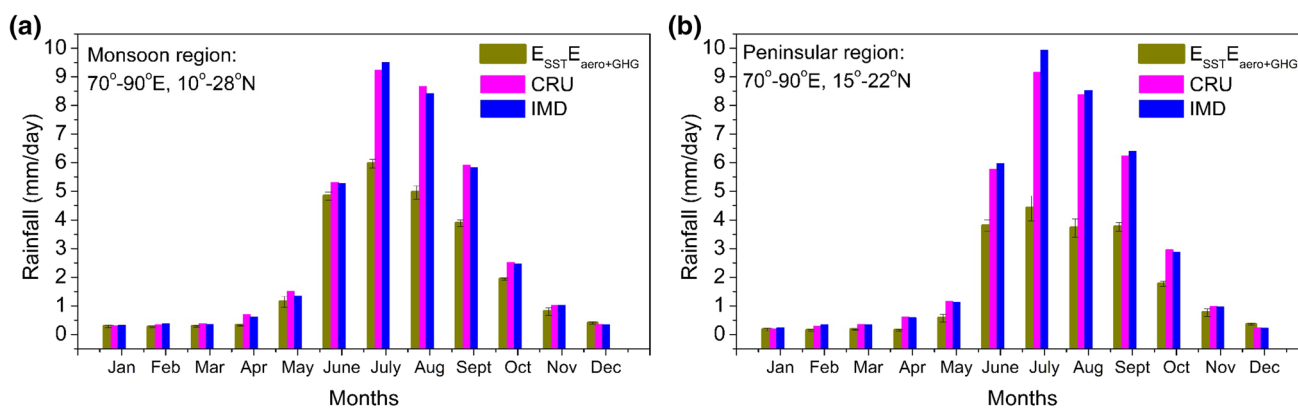 (a)
Monsoon region:
70°-90°E, 10°-28°N
E_SST E_aero+GHG
CRU
IMD
Rainfall (mm/day)
10
9
8
7
6
5
4
3
2
1
0
Jan Feb Mar Apr May June July Aug Sept Oct Nov Dec
Months
(b)
Peninsular region:
70°-90°E, 15°-22°N
E_SST E_aero+GHG
CRU
IMD
Rainfall (mm/day)
10
9
8
7
6
5
4
3
2
1
0
Jan Feb Mar Apr May June July Aug Sept Oct Nov Dec
Months